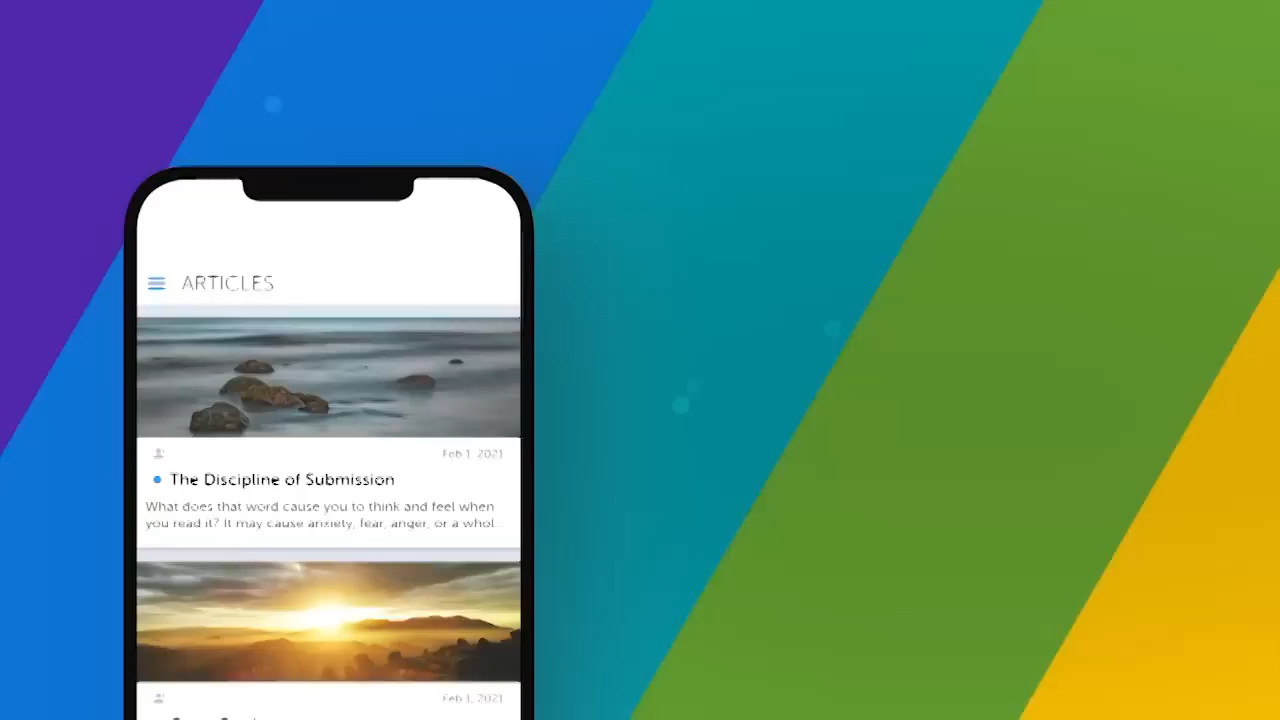 ARTICLES
Feb 1, 2021
The Discipline of Submission
What does that word cause you to think and feel when
you read it? It may cause anxiety, fear, anger, or a whol...
Feb 1, 2021